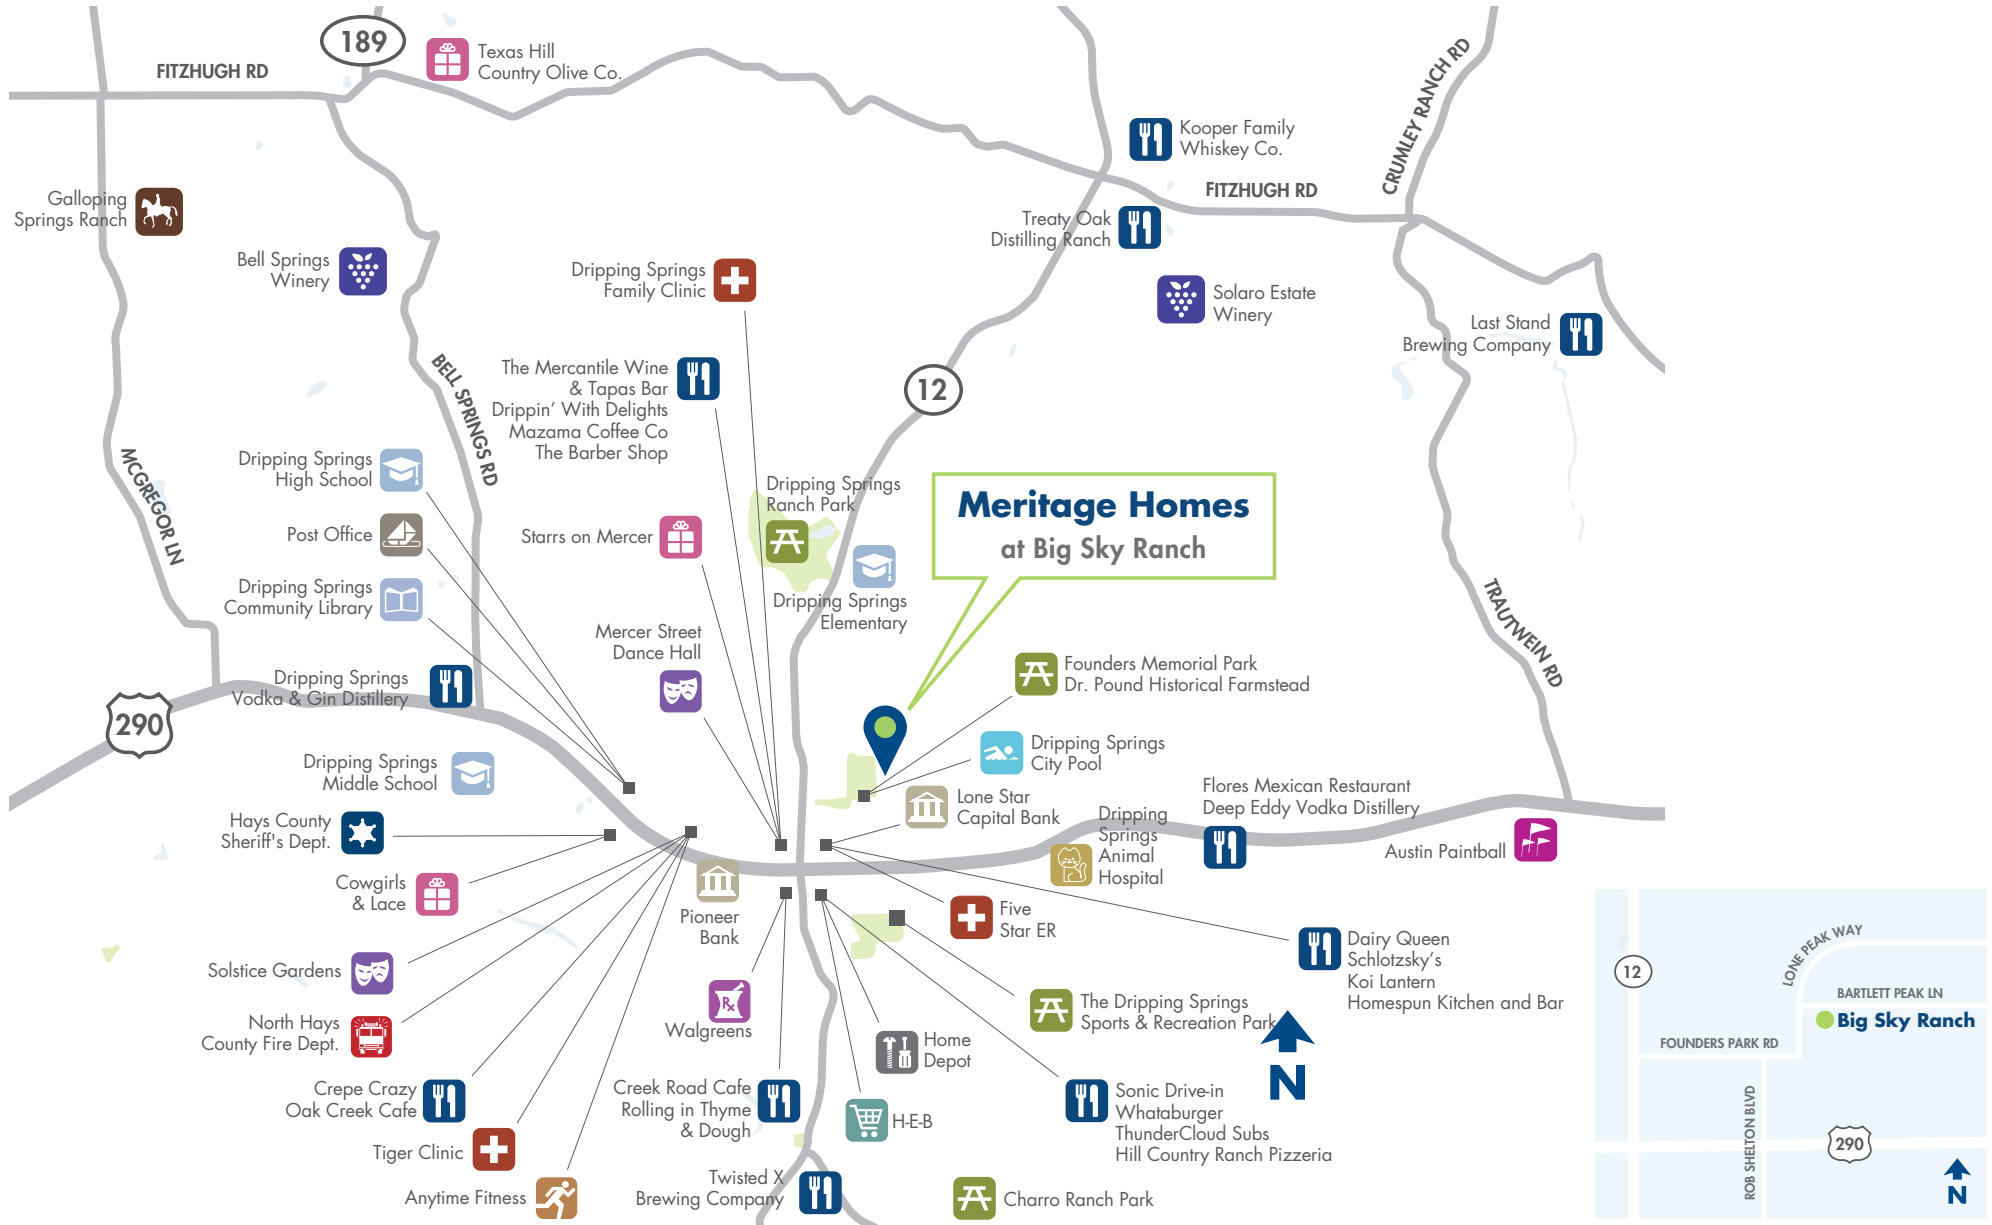 189
Texas Hill
Country Olive Co.
FITZHUGH RD
CRUMLEY RANCH RD
Kooper Family
Whiskey Co.
FITZHUGH RD
Galloping
Springs Ranch
Treaty Oak
Distilling Ranch
Bell Springs
Winery
Dripping Springs
Family Clinic
Solaro Estate
Winery
Last Stand
Brewing Company
BELL SPRINGS RD
The Mercantile Wine
& Tapas Bar
Drippin' With Delights
Mazama Coffee Co
The Barber Shop
12
MCGREGOR LN
Dripping Springs
High School
Dripping Springs
Ranch Park
Meritage Homes
at Big Sky Ranch
Post Office
Starrs on Mercer
Dripping Springs
Community Library
Dripping Springs
Elementary
TRAUTWEIN RD
Mercer Street
Dance Hall
Founders Memorial Park
Dr. Pound Historical Farmstead
Dripping Springs
Vodka & Gin Distillery
290
Dripping Springs
City Pool
Dripping Springs
Middle School
Flores Mexican Restaurant
Deep Eddy Vodka Distillery
Lone Star
Capital Bank
Dripping
Springs
Animal
Hospital
Hays County
Sheriff's Dept.
Austin Paintball
Cowgirls
& Lace
Pioneer
Bank
Five
Star ER
Dairy Queen
Schlotzsky's
Koi Lantern
Homespun Kitchen and Bar
Solstice Gardens
Rx
Walgreens
The Dripping Springs
Sports & Recreation Park
North Hays
County Fire Dept.
Home
Depot
N
Crepe Crazy
Oak Creek Cafe
Creek Road Cafe
Rolling in Thyme
& Dough
H-E-B
Sonic Drive-in
Whataburger
ThunderCloud Subs
Hill Country Ranch Pizzeria
Tiger Clinic
Anytime Fitness
Twisted X
Brewing Company
Charro Ranch Park
LONE PEAK WAY
12
BARTLETT PEAK LN
Big Sky Ranch
FOUNDERS PARK RD
ROB SHELTON BLVD
290
N